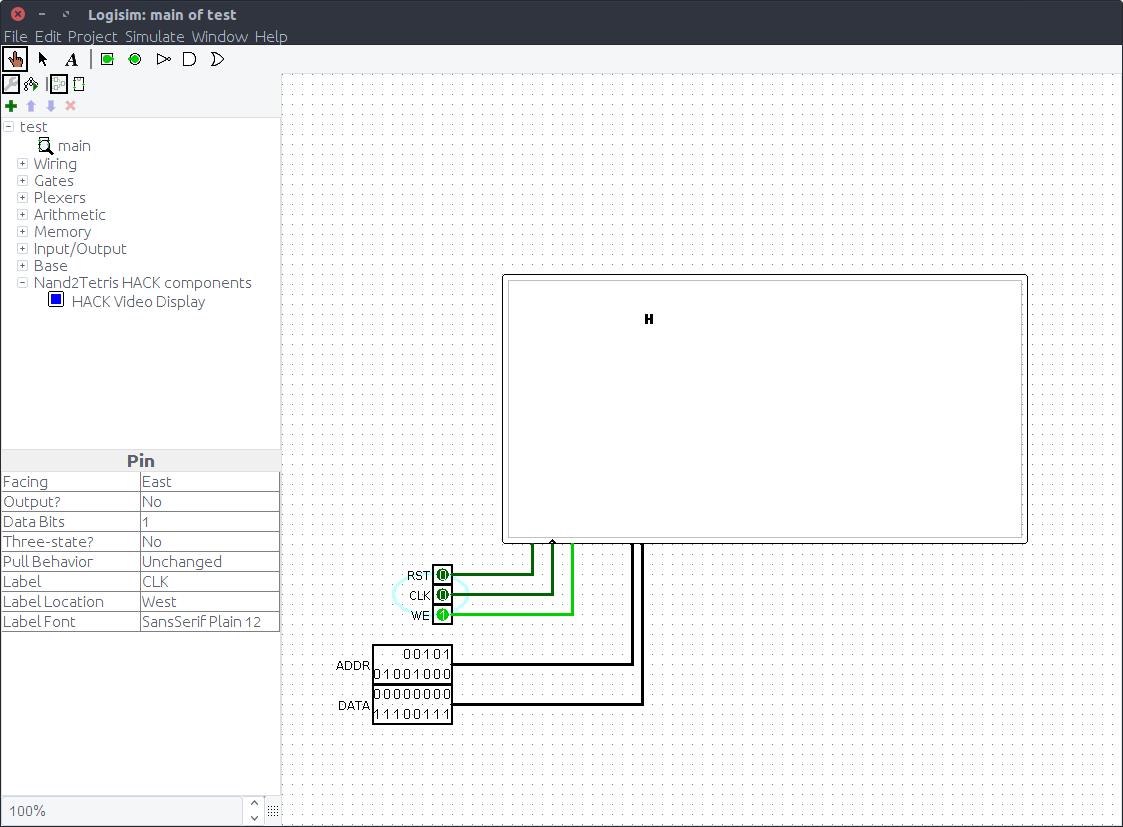 Logisim: main of test
File Edit Project Simulate Window Help
A
test
main
Wiring
Gates
Plexers
Arithmetic
Memory
Input/Output
Base
Nand2Tetris HACK components
HACK Video Display
Pin
Facing East
Output? No
Data Bits 1
Three-state? No
Pull Behavior Unchanged
Label CLK
Label Location West
Label Font SansSerif Plain 12
100%
H
RST 0
CLK 0
WE 1
ADDR 00101
01001000
DATA 00000000
11100111